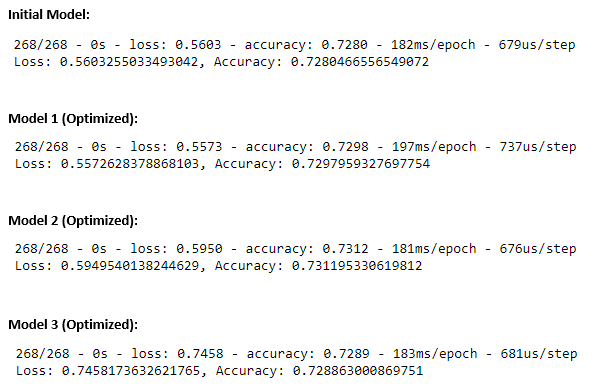 Initial Model:
268/268 - 0s - loss: 0.5603 - accuracy: 0.7280 - 182ms/epoch - 679us/step
Loss: 0.5603255033493042, Accuracy: 0.7280466556549072
Model 1 (Optimized):
268/268 - 0s - loss: 0.5573 - accuracy: 0.7298 - 197ms/epoch - 737us/step
Loss: 0.5572628378868103, Accuracy: 0.7297959327697754
Model 2 (Optimized):
268/268 - 0s - loss: 0.5950 - accuracy: 0.7312 - 181ms/epoch - 676us/step
Loss: 0.5949540138244629, Accuracy: 0.731195330619812
Model 3 (Optimized):
268/268 - 0s - loss: 0.7458 - accuracy: 0.7289 - 183ms/epoch - 681us/step
Loss: 0.7458173632621765, Accuracy: 0.728863000869751